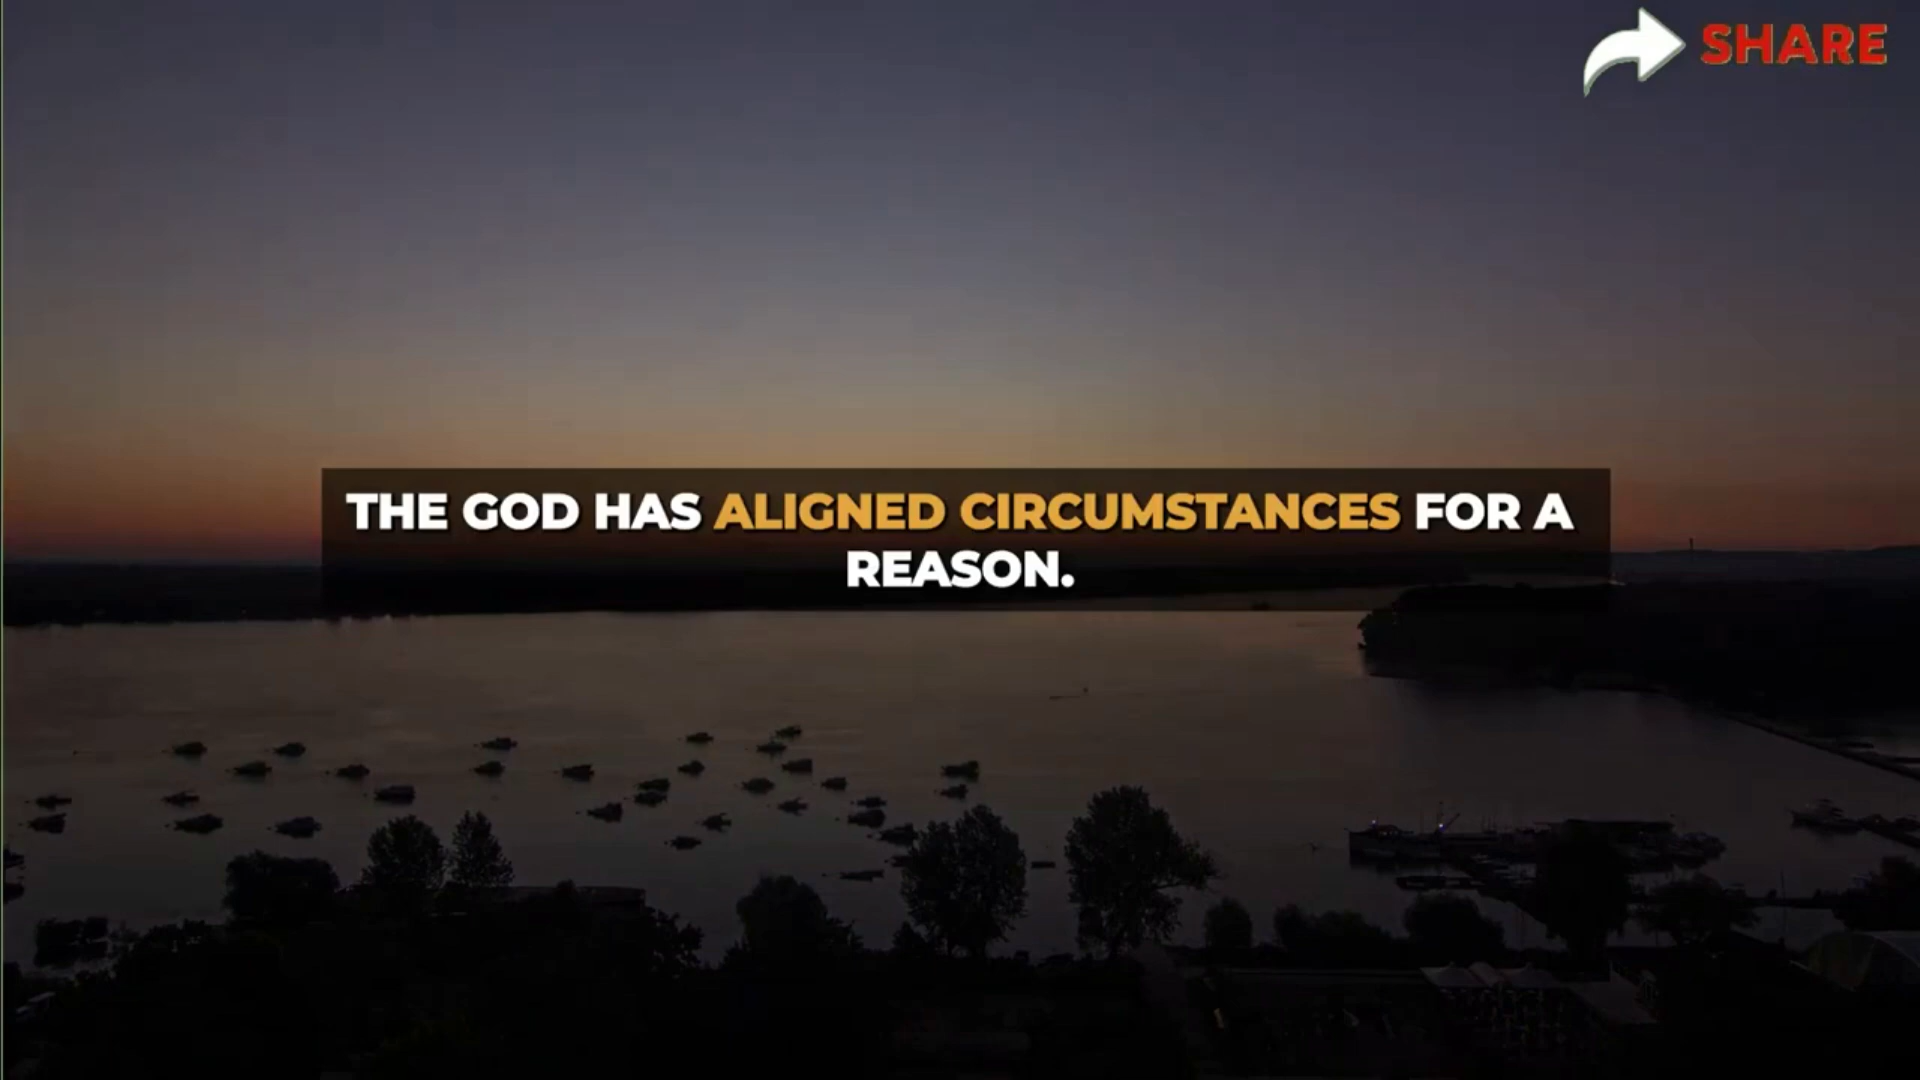 SHARE
THE GOD HAS ALIGNED CIRCUMSTANCES FOR A
REASON.